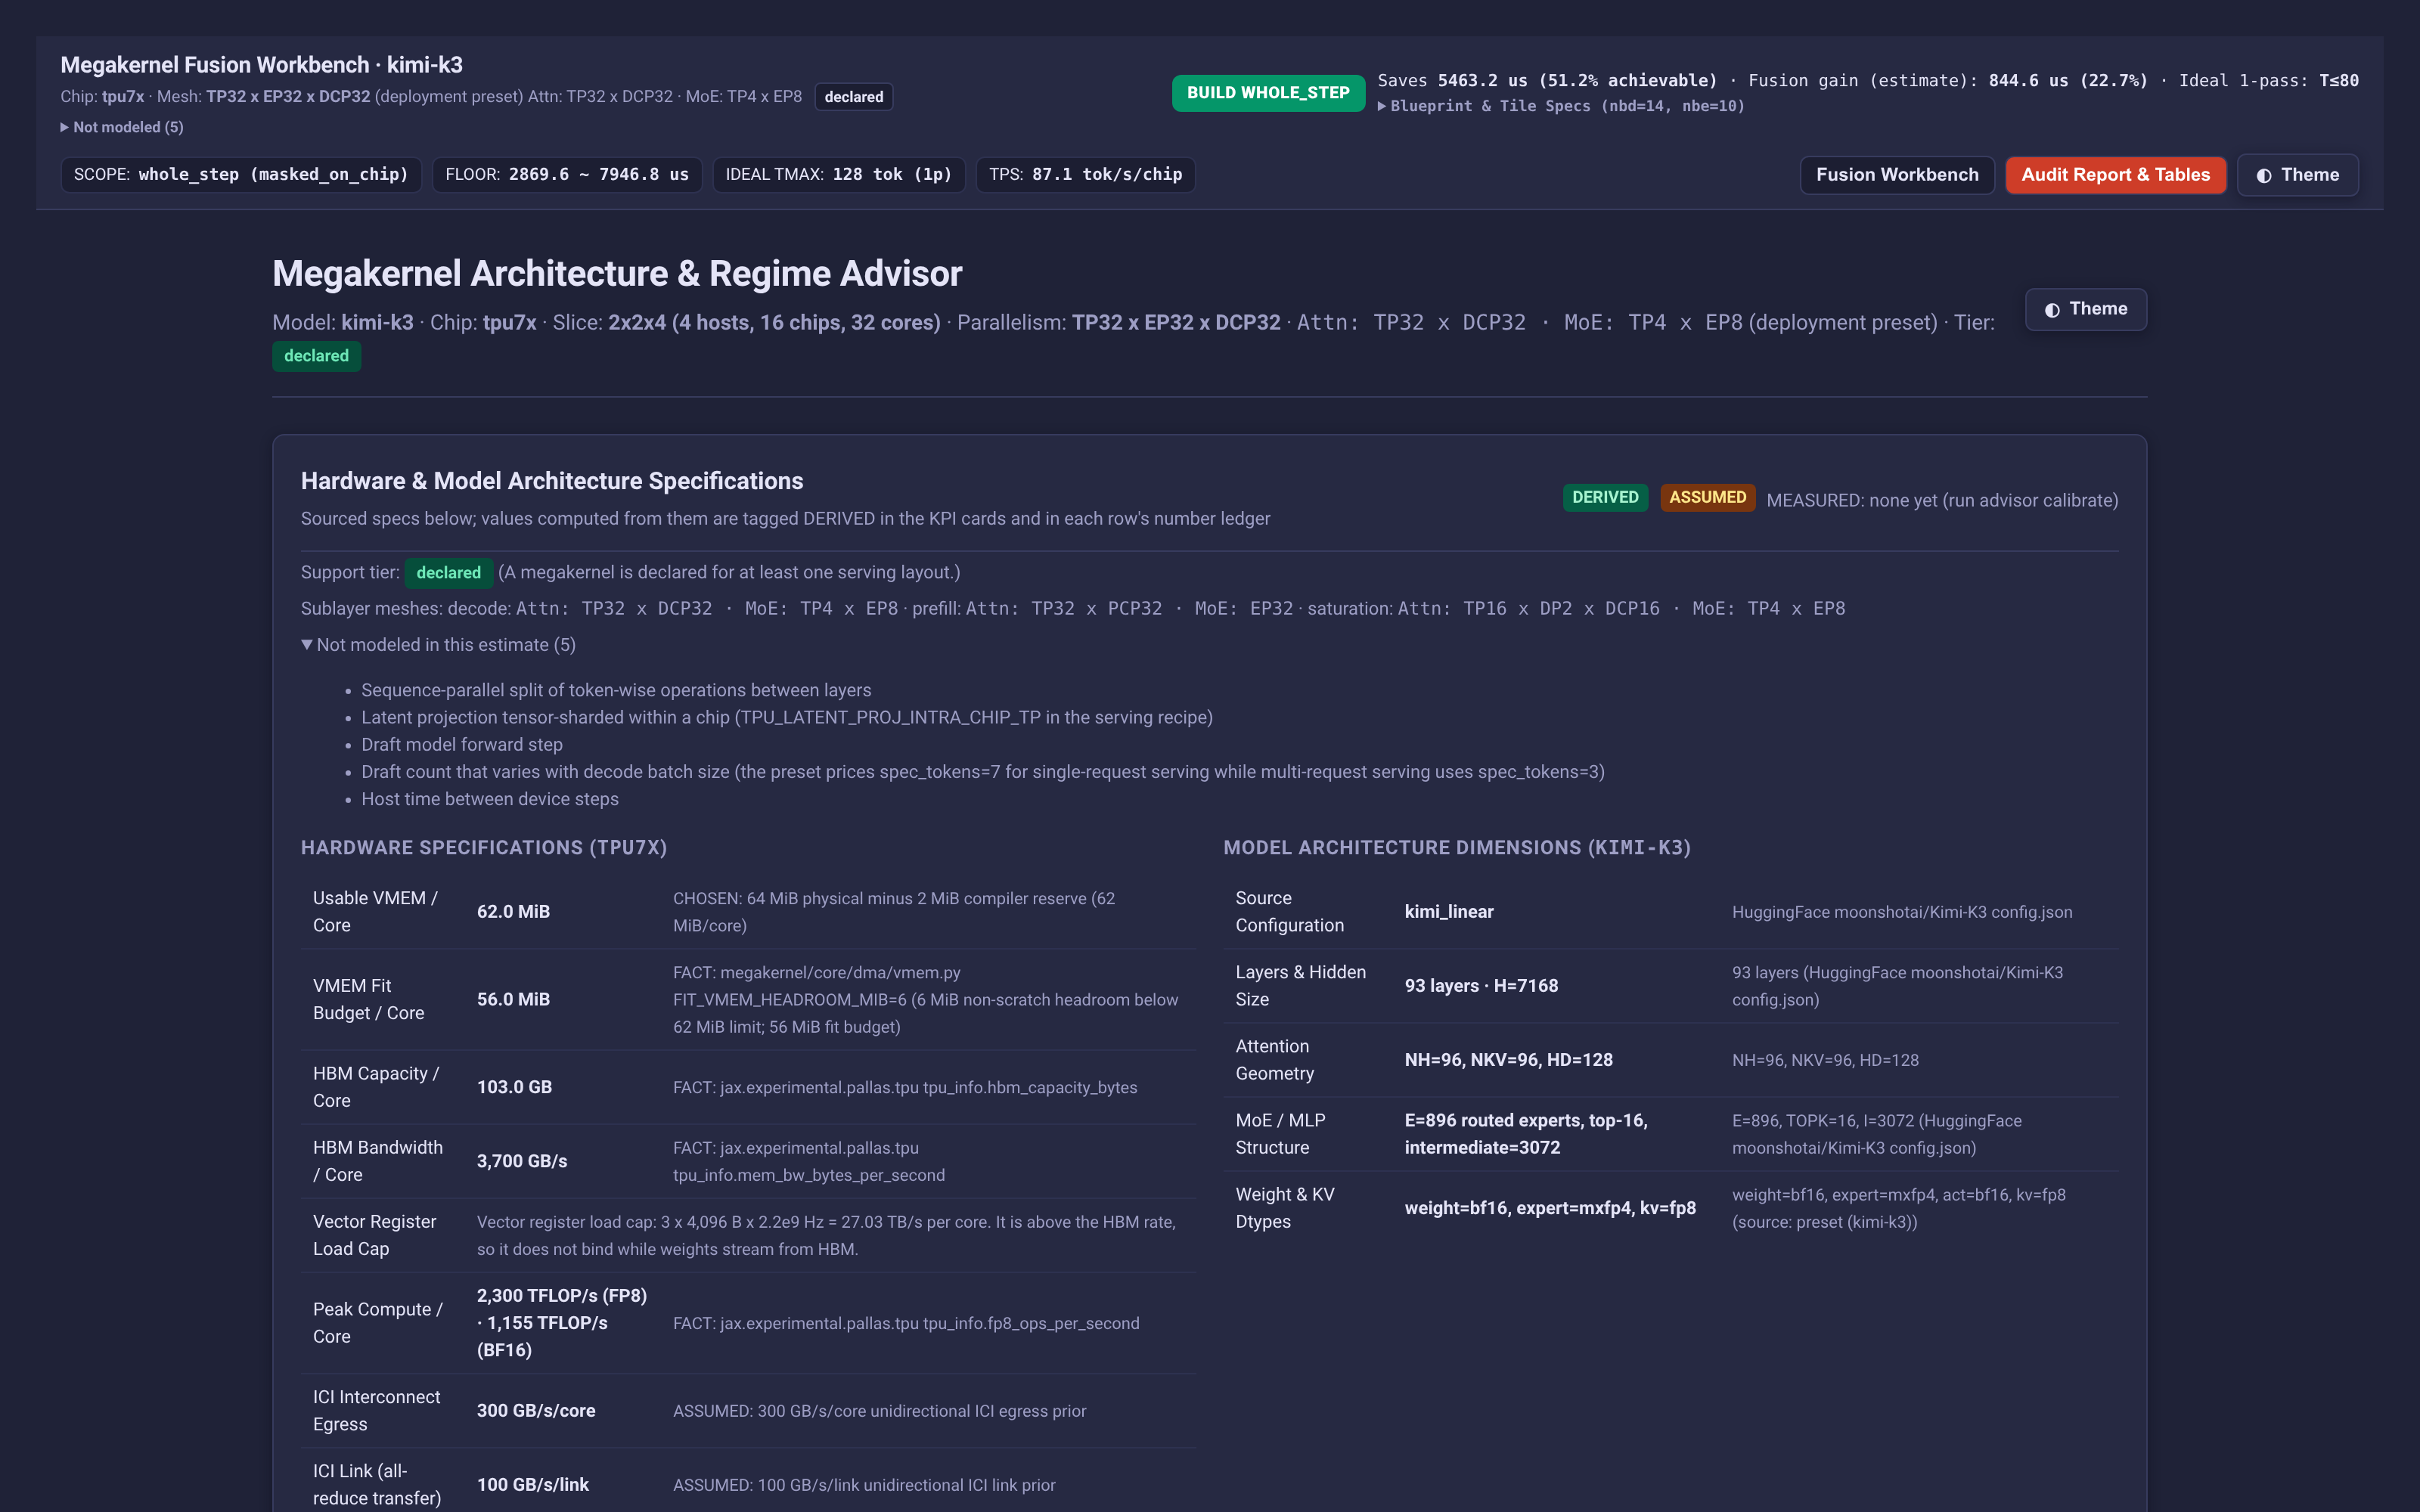 Megakernel Fusion Workbench · kimi-k3
Chip: tpu7x · Mesh: TP32 x EP32 x DCP32 (deployment preset) Attn: TP32 x DCP32 · MoE: TP4 x EP8 declared
▶ Not modeled (5)
BUILD WHOLE_STEP
Saves 5463.2 us (51.2% achievable) · Fusion gain (estimate): 844.6 us (22.7%) · Ideal 1-pass: T≤80
▶ Blueprint & Tile Specs (nbd=14, nbe=10)
SCOPE: whole_step (masked_on_chip)
FLOOR: 2869.6 ~ 7946.8 us
IDEAL TMAX: 128 tok (1p)
TPS: 87.1 tok/s/chip
Fusion Workbench
Audit Report & Tables
◐ Theme
Megakernel Architecture & Regime Advisor
Model: kimi-k3 · Chip: tpu7x · Slice: 2x2x4 (4 hosts, 16 chips, 32 cores) · Parallelism: TP32 x EP32 x DCP32 · Attn: TP32 x DCP32 · MoE: TP4 x EP8 (deployment preset) · Tier:
declared
◐ Theme
Hardware & Model Architecture Specifications
Sourced specs below; values computed from them are tagged DERIVED in the KPI cards and in each row's number ledger
DERIVED ASSUMED MEASURED: none yet (run advisor calibrate)
Support tier: declared (A megakernel is declared for at least one serving layout.)
Sublayer meshes: decode: Attn: TP32 x DCP32 · MoE: TP4 x EP8 · prefill: Attn: TP32 x PCP32 · MoE: EP32 · saturation: Attn: TP16 x DP2 x DCP16 · MoE: TP4 x EP8
▼ Not modeled in this estimate (5)
• Sequence-parallel split of token-wise operations between layers
• Latent projection tensor-sharded within a chip (TPU_LATENT_PROJ_INTRA_CHIP_TP in the serving recipe)
• Draft model forward step
• Draft count that varies with decode batch size (the preset prices spec_tokens=7 for single-request serving while multi-request serving uses spec_tokens=3)
• Host time between device steps
HARDWARE SPECIFICATIONS (TPU7X)
Usable VMEM /
Core
62.0 MiB
CHOSEN: 64 MiB physical minus 2 MiB compiler reserve (62
MiB/core)
VMEM Fit
Budget / Core
56.0 MiB
FACT: megakernel/core/dma/vmem.py
FIT_VMEM_HEADROOM_MIB=6 (6 MiB non-scratch headroom below
62 MiB limit; 56 MiB fit budget)
HBM Capacity /
Core
103.0 GB
FACT: jax.experimental.pallas.tpu tpu_info.hbm_capacity_bytes
HBM Bandwidth
/ Core
3,700 GB/s
FACT: jax.experimental.pallas.tpu
tpu_info.mem_bw_bytes_per_second
Vector Register
Load Cap
Vector register load cap: 3 x 4,096 B x 2.2e9 Hz = 27.03 TB/s per core. It is above the HBM rate,
so it does not bind while weights stream from HBM.
Peak Compute /
Core
2,300 TFLOP/s (FP8)
· 1,155 TFLOP/s
(BF16)
FACT: jax.experimental.pallas.tpu tpu_info.fp8_ops_per_second
ICI Interconnect
Egress
300 GB/s/core
ASSUMED: 300 GB/s/core unidirectional ICI egress prior
ICI Link (all-
reduce transfer)
100 GB/s/link
ASSUMED: 100 GB/s/link unidirectional ICI link prior
MODEL ARCHITECTURE DIMENSIONS (KIMI-K3)
Source
Configuration
kimi_linear
HuggingFace moonshotai/Kimi-K3 config.json
Layers & Hidden
Size
93 layers · H=7168
93 layers (HuggingFace moonshotai/Kimi-K3
config.json)
Attention
Geometry
NH=96, NKV=96, HD=128
NH=96, NKV=96, HD=128
MoE / MLP
Structure
E=896 routed experts, top-16,
intermediate=3072
E=896, TOPK=16, I=3072 (HuggingFace
moonshotai/Kimi-K3 config.json)
Weight & KV
Dtypes
weight=bf16, expert=mxfp4, kv=fp8
weight=bf16, expert=mxfp4, act=bf16, kv=fp8
(source: preset (kimi-k3))